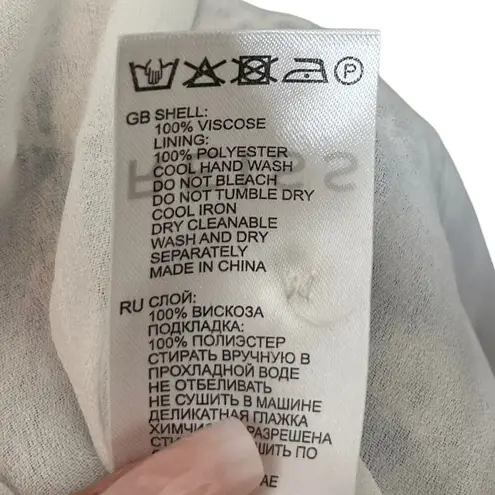 P
GB SHELL:
100% VISCOSE
LINING:
100% POLYESTER
COOL HAND WASH
DO NOT BLEACH
DO NOT TUMBLE DRY
COOL IRON
DRY CLEANABLE
WASH AND DRY
SEPARATELY
MADE IN CHINA
RU СЛОЙ:
100% ВИСКОЗА
ПОДКЛАДКА:
100% ПОЛИЭСТЕР
СТИРАТЬ ВРУЧНУЮ В
ПРОХЛАДНОЙ ВОДЕ
НЕ ОТБЕЛИВАТЬ
НЕ СУШИТЬ В МАШИНЕ
ДЕЛИКАТНАЯ ГЛАЖКА